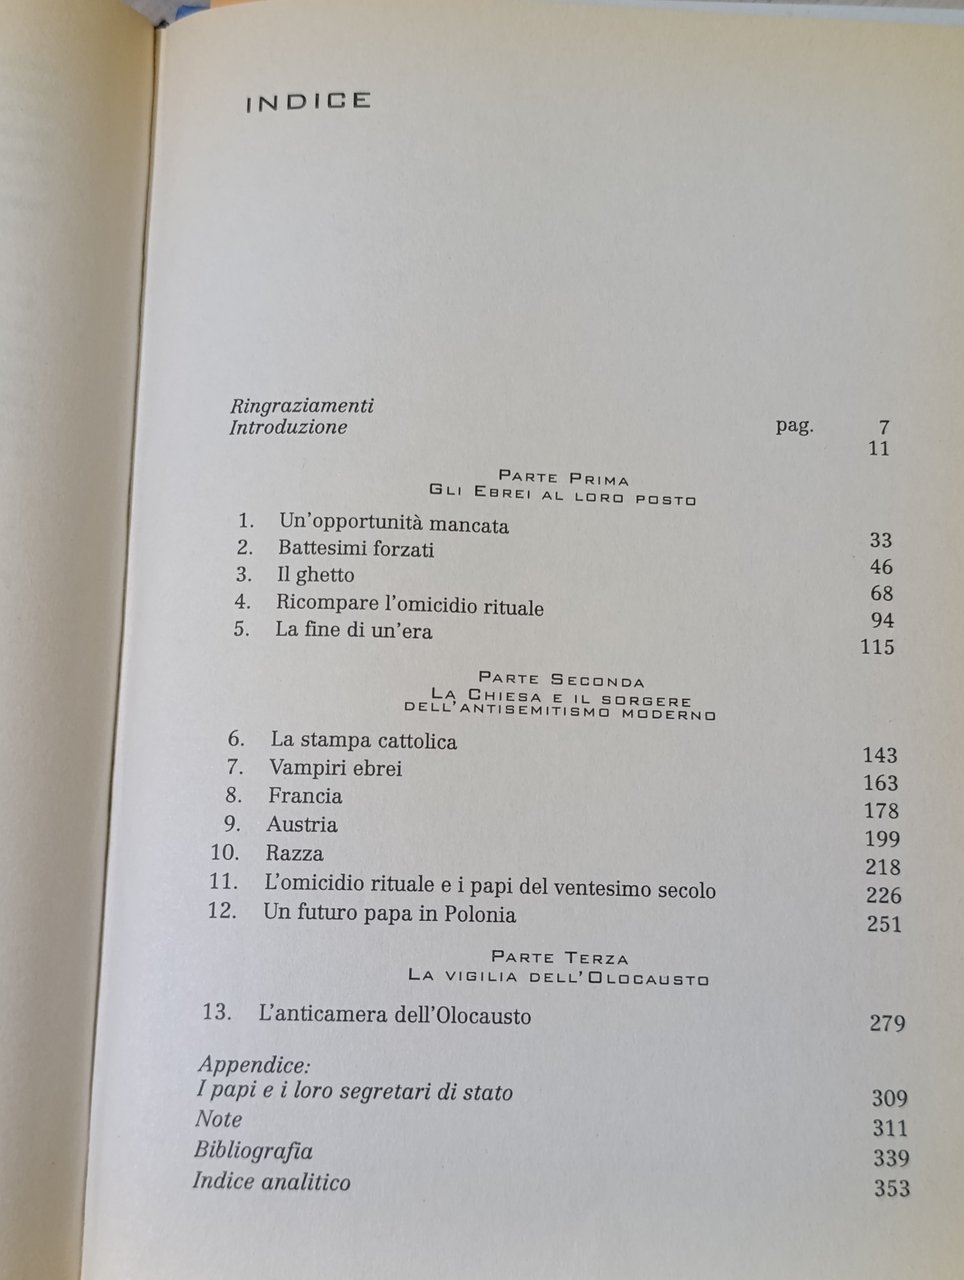 INDICE
Ringraziamenti pag. 7
Introduzione 11
PARTE PRIMA
GLI EBREI AL LORO POSTO
1. Un'opportunità mancata 33
2. Battesimi forzati 46
3. Il ghetto 68
4. Ricompare l'omicidio rituale 94
5. La fine di un'era 115
PARTE SECONDA
LA CHIESA E IL SORGERE
DELL'ANTISEMITISMO MODERNO
6. La stampa cattolica 143
7. Vampiri ebrei 163
8. Francia 178
9. Austria 199
10. Razza 218
11. L'omicidio rituale e i papi del ventesimo secolo 226
12. Un futuro papa in Polonia 251
PARTE TERZA
LA VIGILIA DELL'OLOCAUSTO
13. L'anticamera dell'Olocausto 279
Appendice:
I papi e i loro segretari di stato 309
Note 311
Bibliografia 339
Indice analitico 353